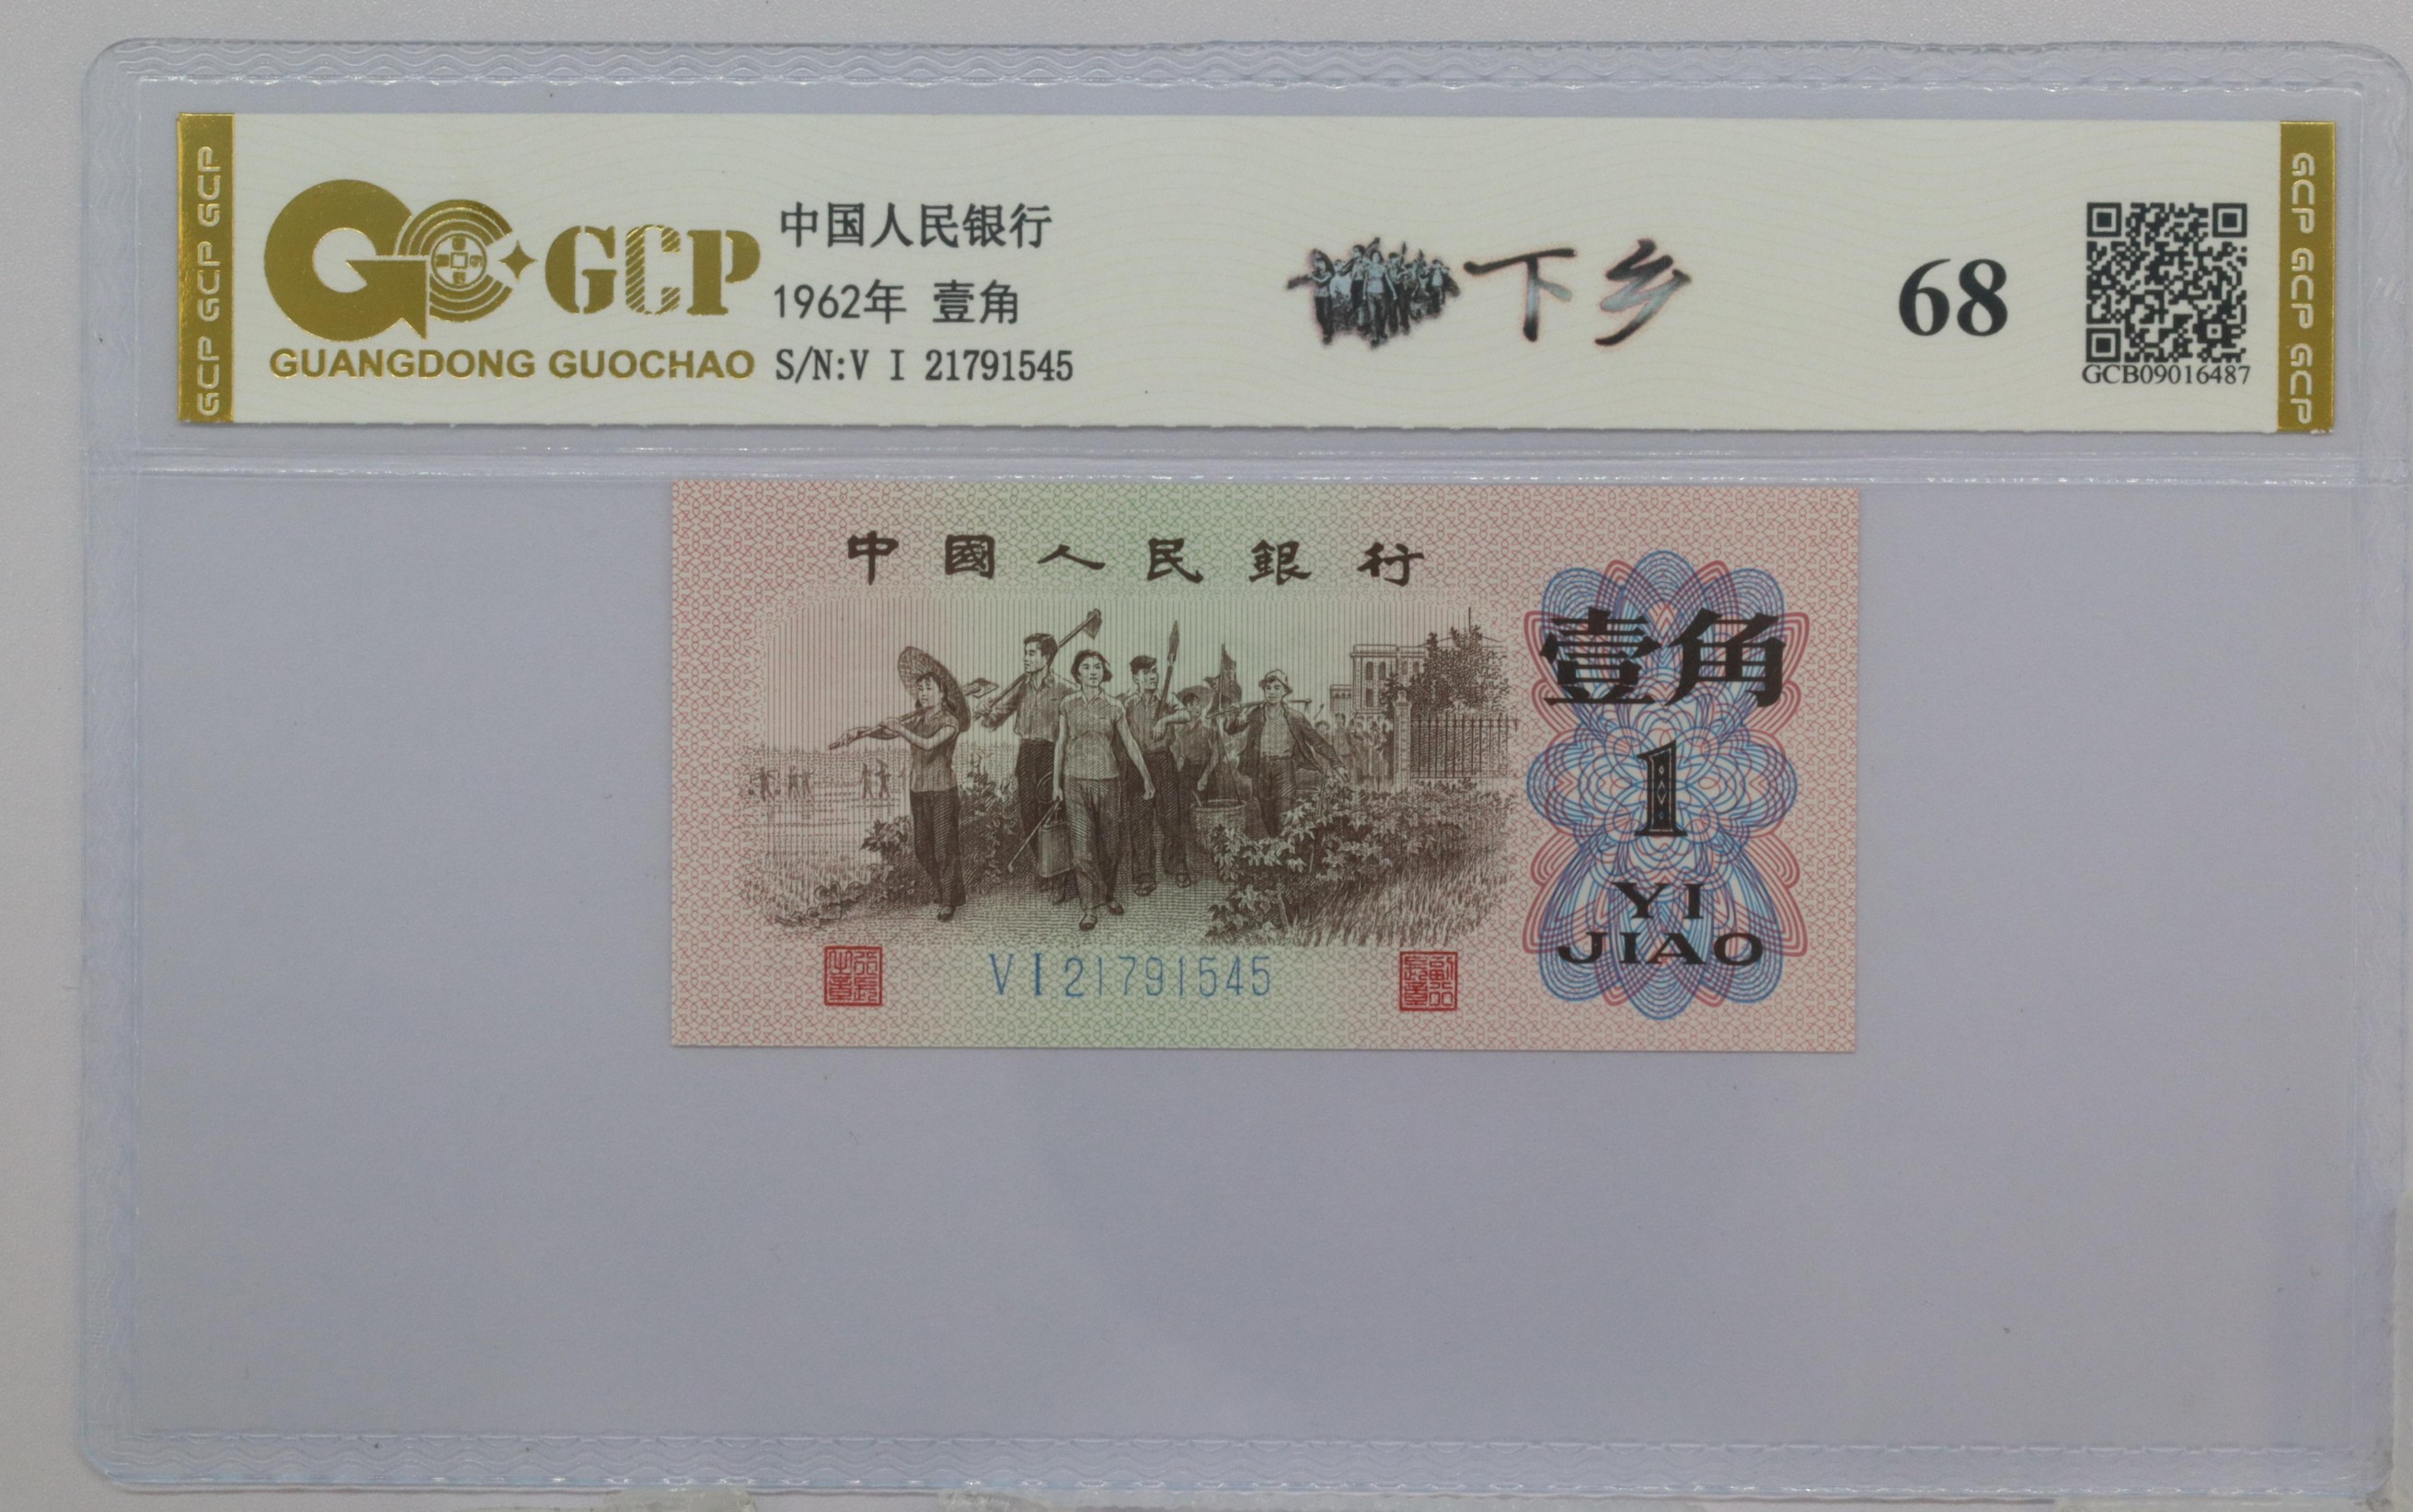 GCP GCP GCP
GCP
GUANGDONG GUOCHAO
中国人民银行
1962年 壹角
S/N:V I 21791545
下乡
68
GCB09016487
GCP GCP GCP
中國人民銀行
壹角
1
YI
JIAO
V I 21791545